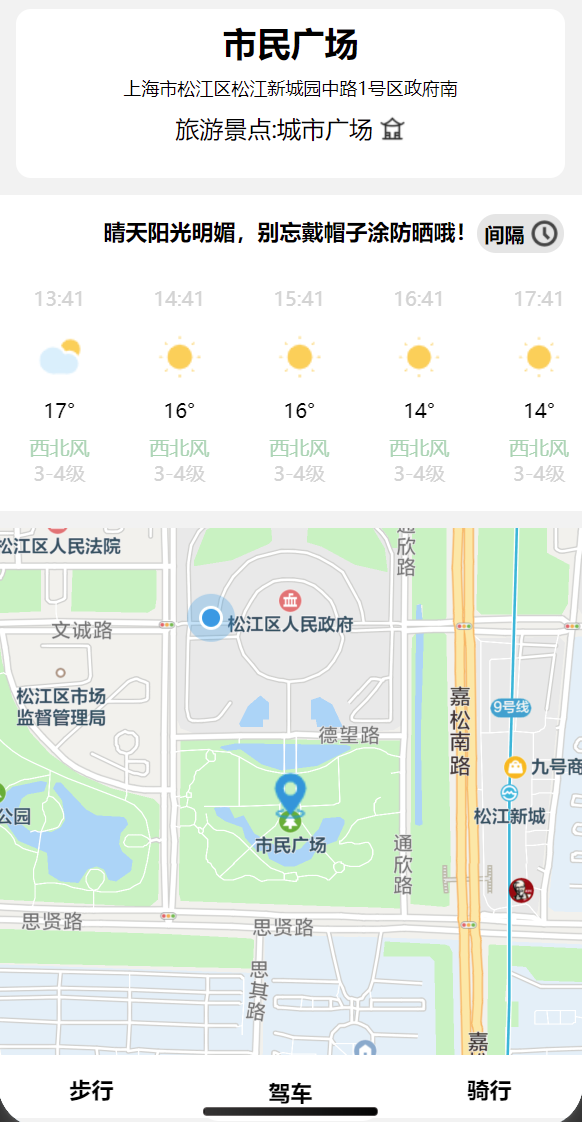 市民广场
上海市松江区松江新城园中路1号区政府南
旅游景点:城市广场
晴天阳光明媚，别忘戴帽子涂防晒哦！ 间隔
13:41 14:41 15:41 16:41 17:41
17° 16° 16° 14° 14°
西北风 西北风 西北风 西北风 西北风
3-4级 3-4级 3-4级 3-4级 3-4级
松江区人民法院
通欣路
文诚路
松江区人民政府
松江区市场
监督管理局
嘉松南路
9号线
德望路
九号商
公园
松江新城
市民广场
通欣路
思贤路
思贤路
思其路
嘉
步行 驾车 骑行